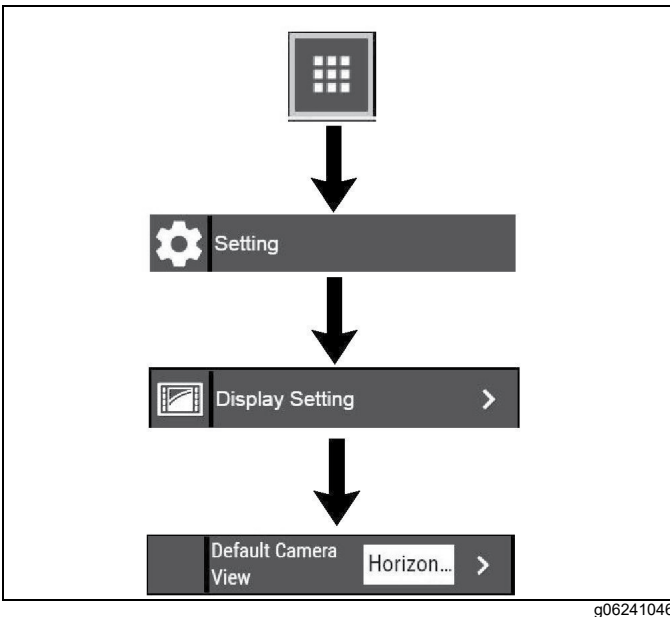 Setting
Display Setting
Default Camera
View
Horizon...
g06241046